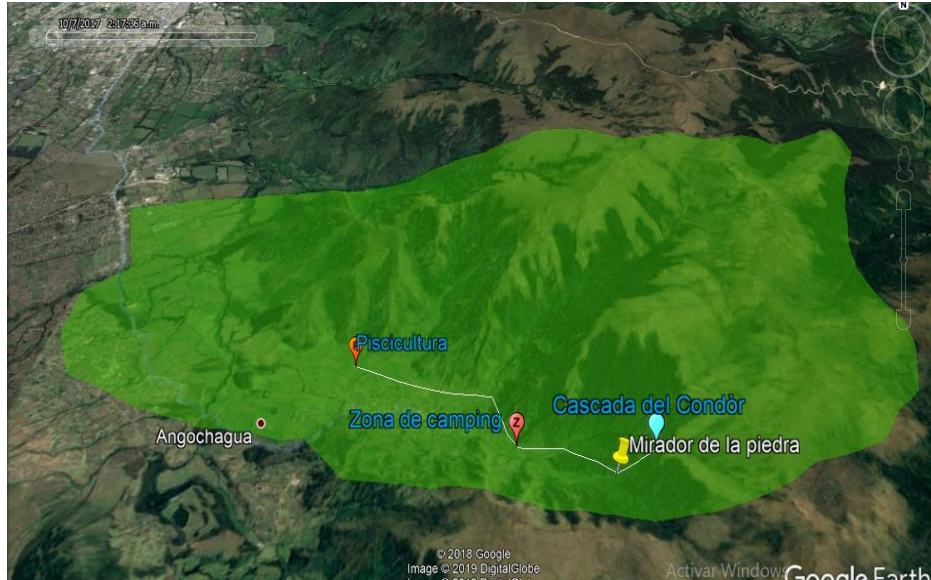 10/7/2017 2:17:36 a.m.
N
Piscicultura
Zona de camping
Z
Cascada del Condòr
Angochagua
Mirador de la piedra
© 2018 Google
Image © 2019 DigitalGlobe
Activar Windows
Google Earth